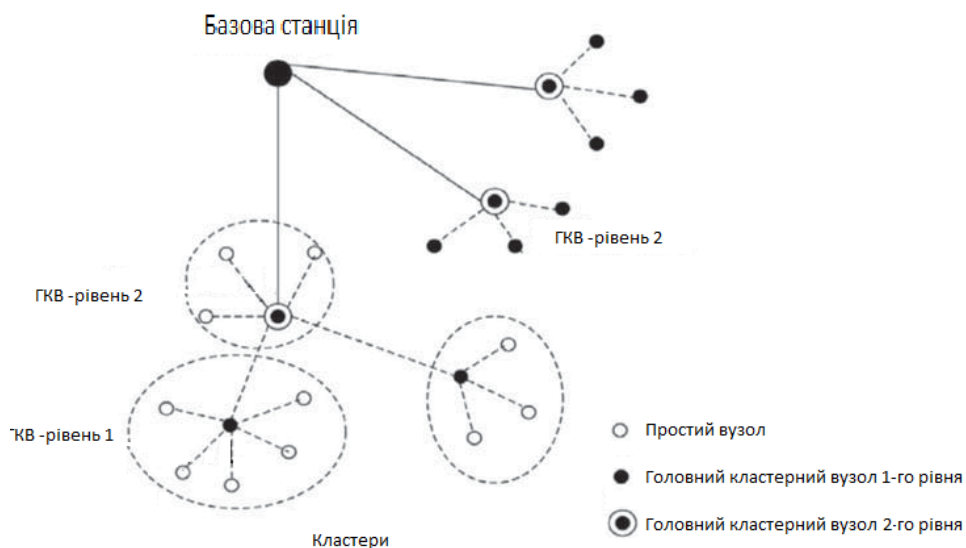 Базова станція
ГКВ -рівень 2
ГКВ -рівень 2
ГКВ -рівень 1
Простий вузол
Головний кластерний вузол 1-го рівня
Головний кластерний вузол 2-го рівня
Кластери